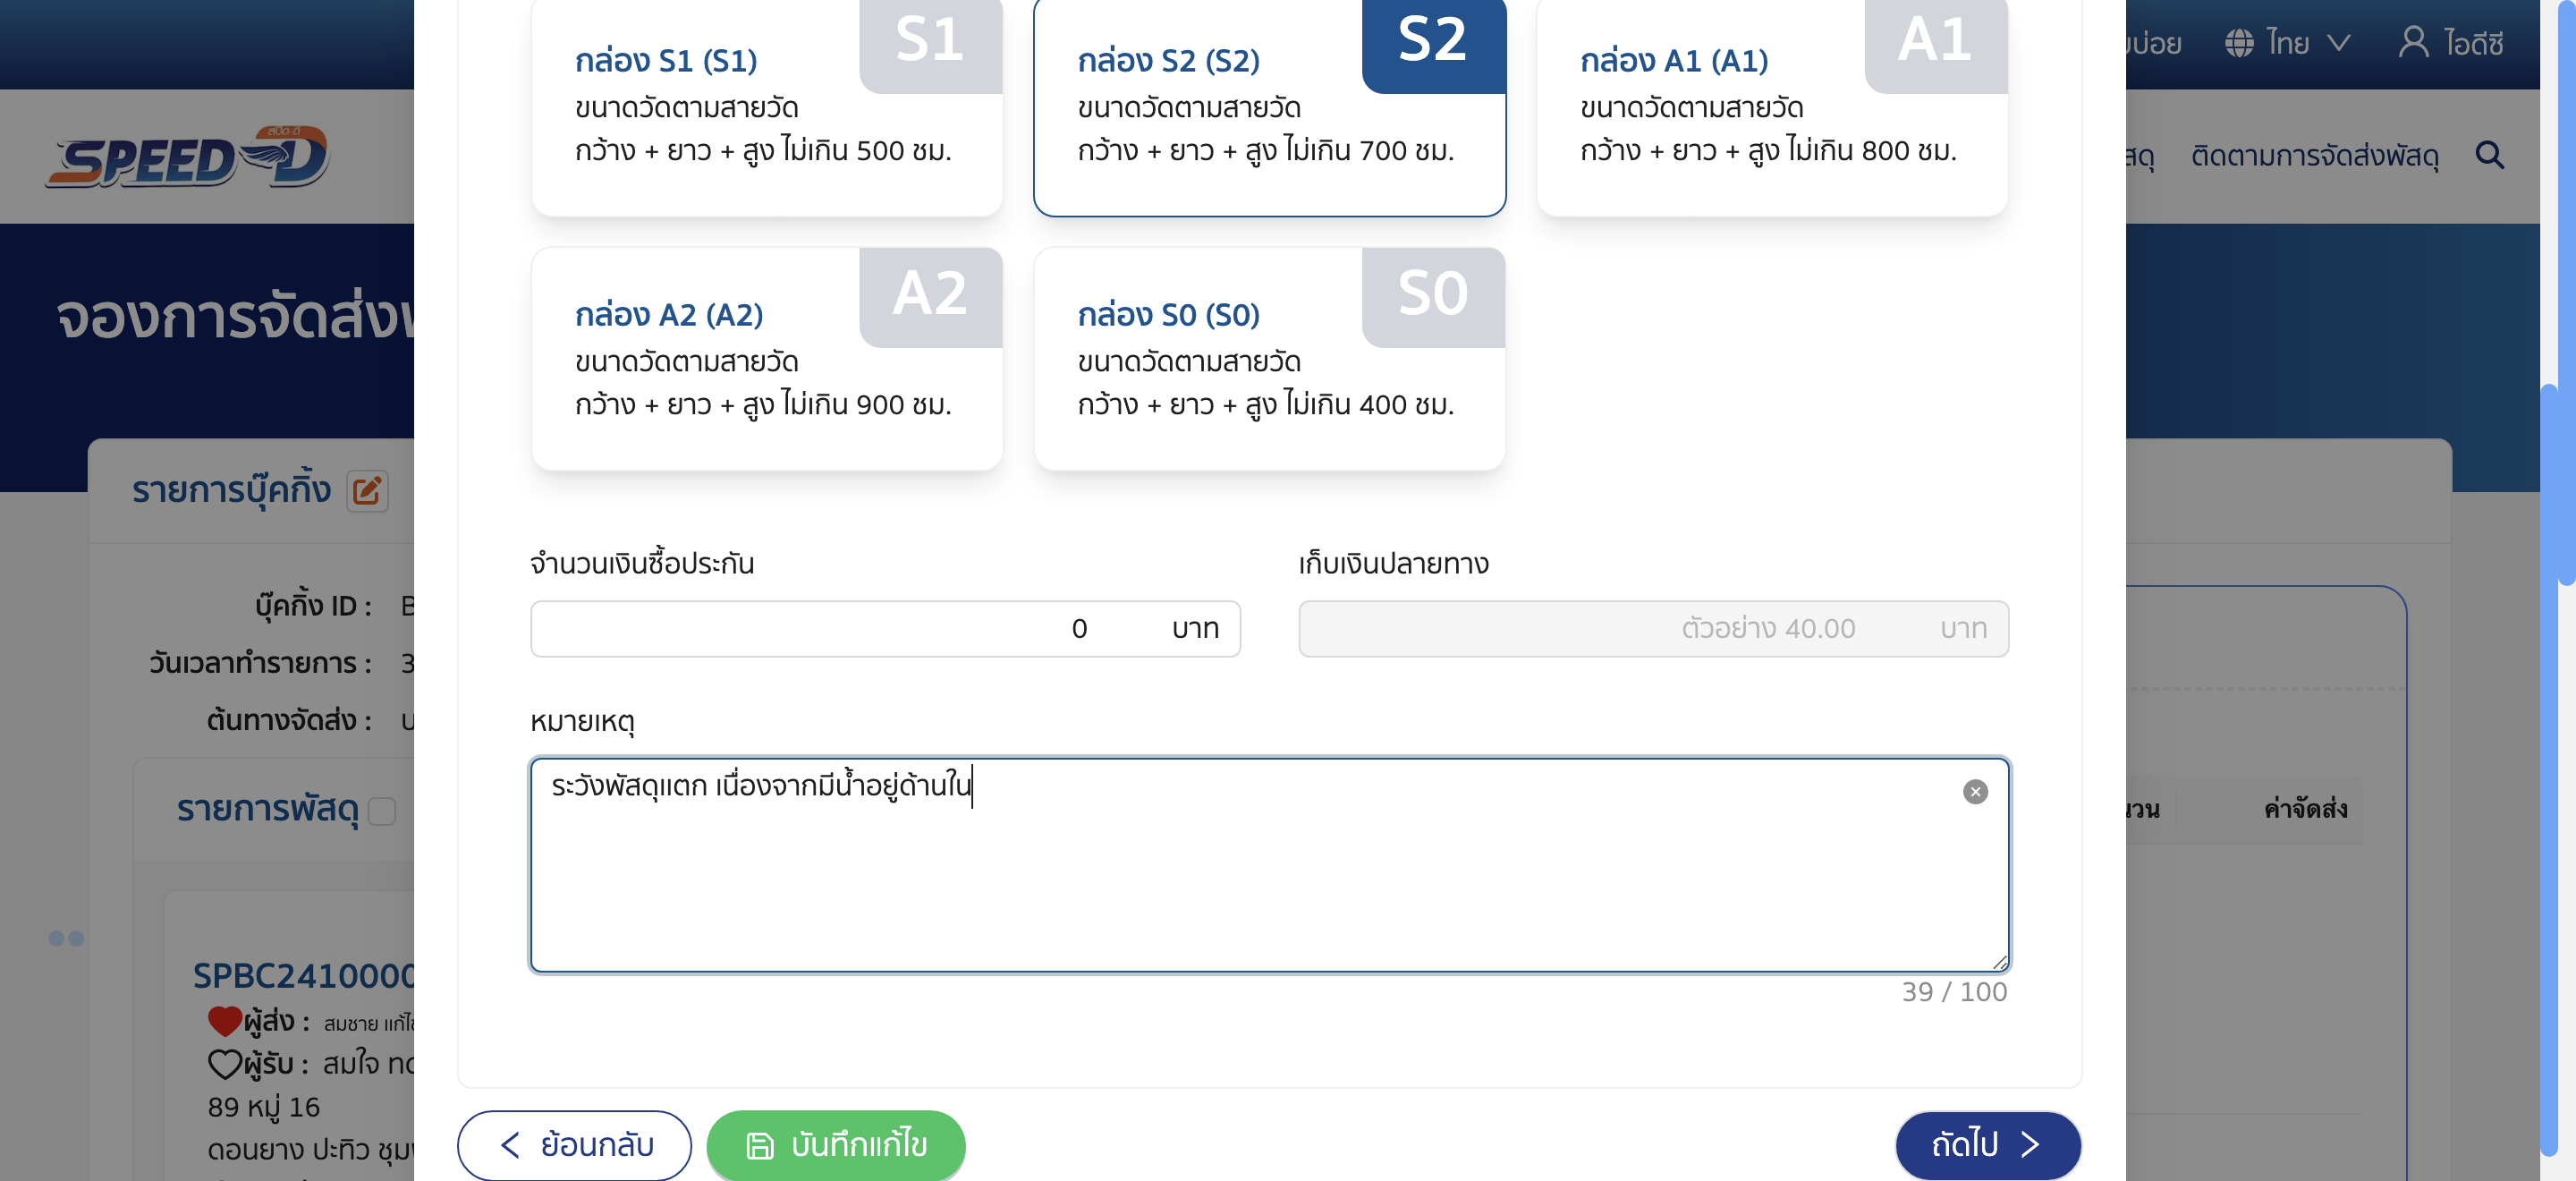 S1
S2
A1
กล่อง S1 (S1)
กล่อง S2 (S2)
กล่อง A1 (A1)
ขนาดวัดตามสายวัด
ขนาดวัดตามสายวัด
ขนาดวัดตามสายวัด
กว้าง + ยาว + สูง ไม่เกิน 500 ซม.
กว้าง + ยาว + สูง ไม่เกิน 700 ซม.
กว้าง + ยาว + สูง ไม่เกิน 800 ซม.
ไทย
ไอดีซี
SPEED-D
สปีด-ดี
ติดตามการจัดส่งพัสดุ
A2
S0
กล่อง A2 (A2)
กล่อง S0 (S0)
ขนาดวัดตามสายวัด
ขนาดวัดตามสายวัด
กว้าง + ยาว + สูง ไม่เกิน 900 ซม.
กว้าง + ยาว + สูง ไม่เกิน 400 ซม.
จองการจัดส่ง
รายการบุ๊คกิ้ง
บุ๊คกิ้ง ID :
วันเวลาทำรายการ : 3
ต้นทางจัดส่ง :
จำนวนเงินซื้อประกัน
เก็บเงินปลายทาง
0 บาท
ตัวอย่าง 40.00 บาท
หมายเหตุ
ระวังพัสดุแตก เนื่องจากมีน้ำอยู่ด้านใน
39 / 100
รายการพัสดุ
ค่าจัดส่ง
SPBC2410000
ผู้ส่ง : สมชาย
ผู้รับ : สมใจ
89 หมู่ 16
ดอนยาง ปะทิว
ย้อนกลับ
บันทึกแก้ไข
ถัดไป